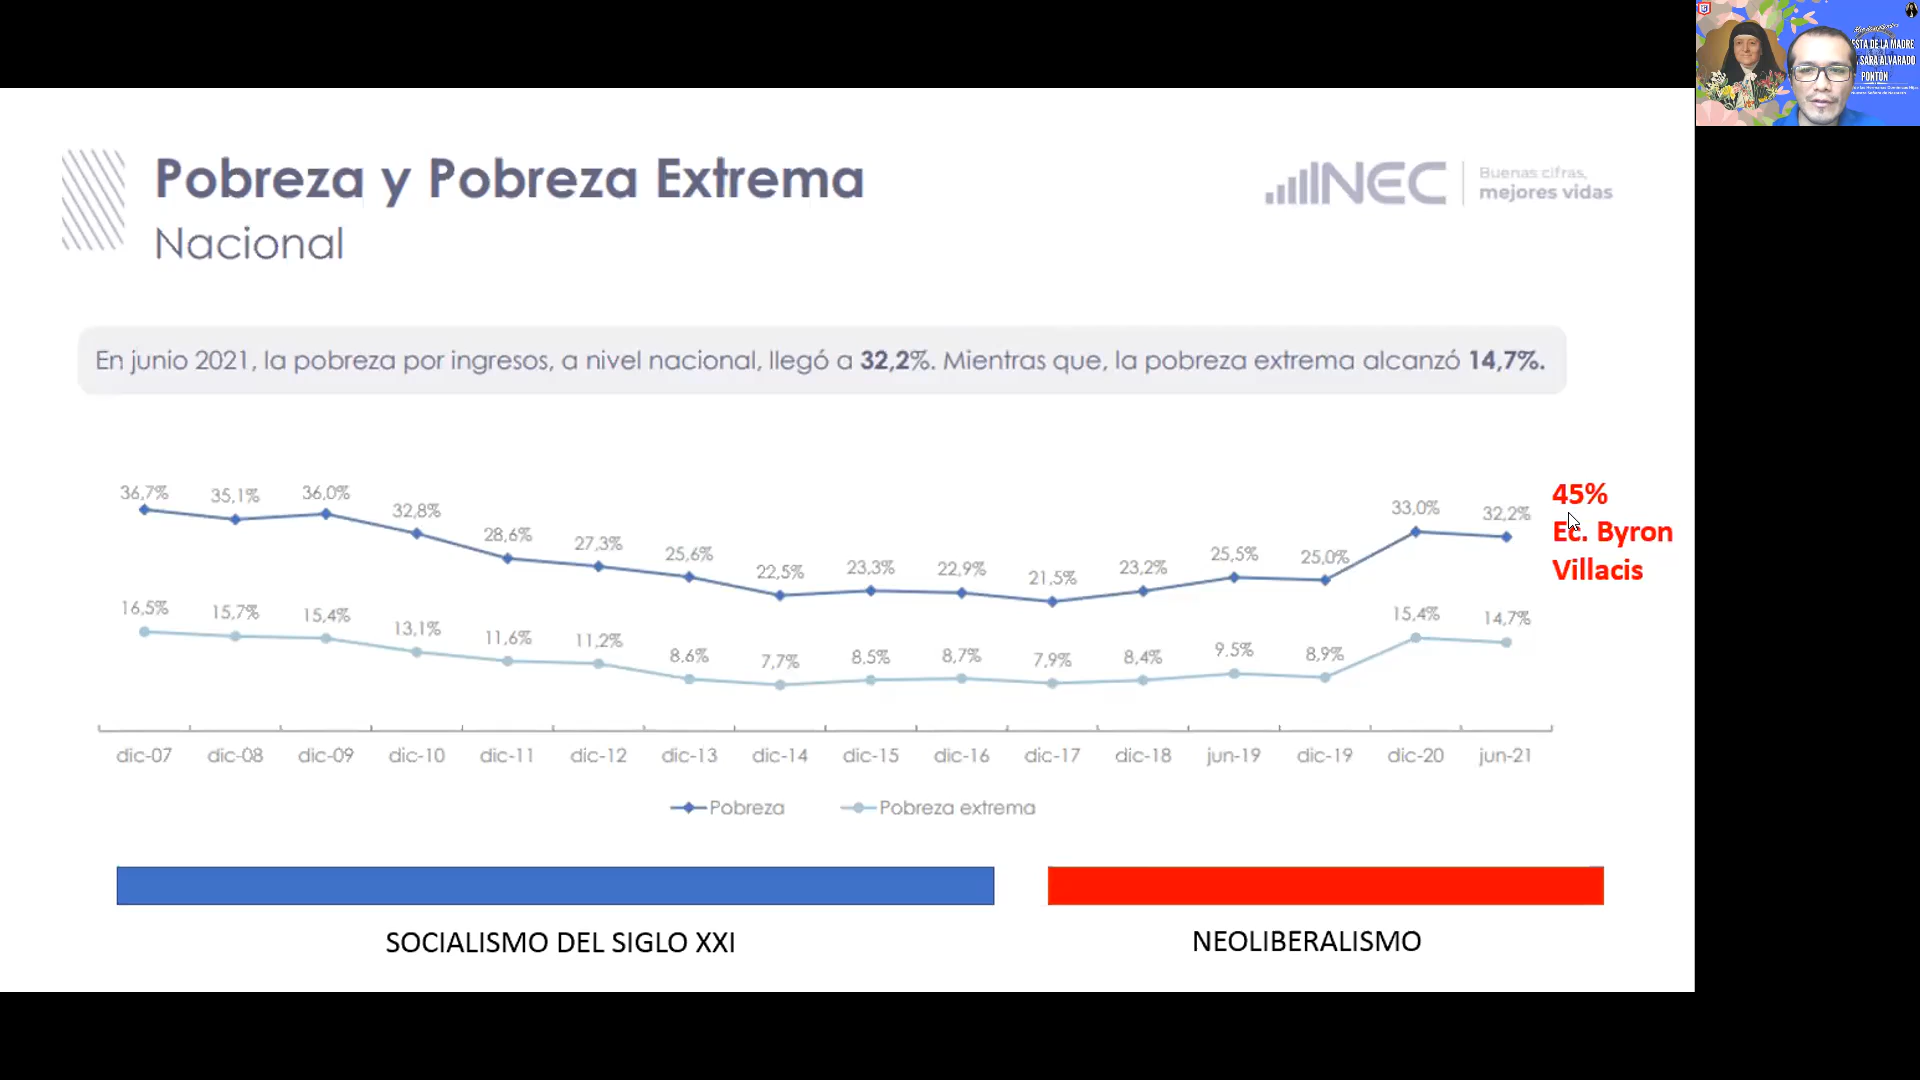 Pobreza y Pobreza Extrema
Nacional
INEC
Buenas cifras,
mejores vidas
En junio 2021, la pobreza por ingresos, a nivel nacional, llegó a 32,2%. Mientras que, la pobreza extrema alcanzó 14,7%.
36,7% 35,1% 36,0% 32,8% 28,6% 27,3% 25,6% 22,5% 23,3% 22,9% 21,5% 23,2% 25,5% 25,0% 33,0% 32,2%
45%
Ec. Byron
Villacis
16,5% 15,7% 15,4% 13,1% 11,6% 11,2% 8,6% 7,7% 8,5% 8,7% 7,9% 8,4% 9,5% 8,9% 15,4% 14,7%
dic-07 dic-08 dic-09 dic-10 dic-11 dic-12 dic-13 dic-14 dic-15 dic-16 dic-17 dic-18 jun-19 dic-19 dic-20 jun-21
Pobreza Pobreza extrema
SOCIALISMO DEL SIGLO XXI
NEOLIBERALISMO
DE LA MADRE
SARA ALVARADO
PONTÓN